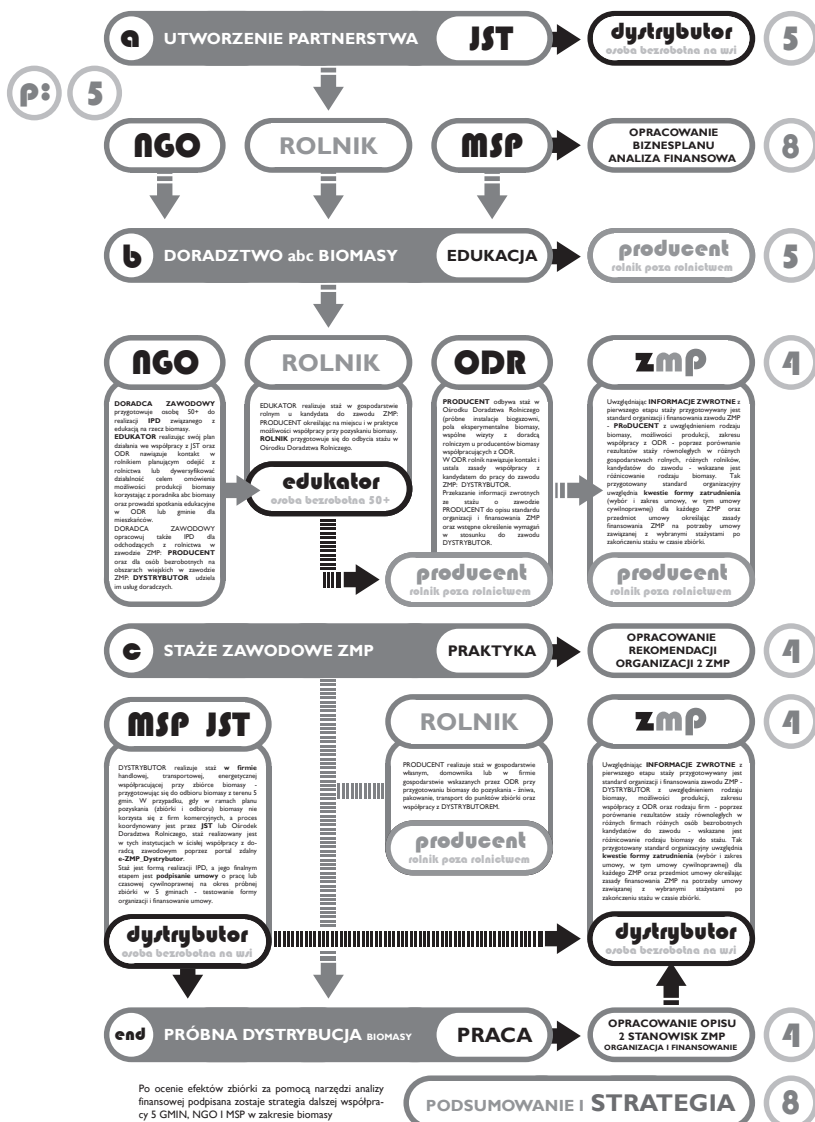 a UTWORZENIE PARTNERSTWA JST dystrybutor 5
osoba bezrobotna na wsi
p: 5
NGO ROLNIK MSP OPRACOWANIE
BIZNESPLANU
ANALIZA FINANSOWA
8
b DORADZTWO abc BIOMASY EDUKACJA producent 5
rolnik poza rolnictwem
NGO
DORADCA ZAWODOWY
przygotowuje osobę 50+ do
realizacji IPD związanego z
edukacją na rzecz biomasy.
EDUKATOR realizując swój plan
działania we współpracy z JST oraz
ODR nawiązuje kontakt w
rolnikiem planującym odejść z
rolnictwa lub dywersyfikować
działalność celem omówienia
możliwości produkcji biomasy
korzystając z poradnika abc biomasy
oraz prowadzi spotkania edukacyjne
w ODR lub gminie dla
mieszkańców.
DORADCA ZAWODOWY
opracowuj także IPD dla
odchodzących z rolnictwa w
zawodzie ZMP: PRODUCENT
oraz dla osób bezrobotnych na
obszarach wiejskich w zawodzie
ZMP: DYSTRYBUTOR udziela
im usług doradczych.
ROLNIK
EDUKATOR realizuje staż w gospodarstwie
rolnym u kandydata do zawodu ZMP:
PRODUCENT określając na miejscu i w praktyce
możliwości współpracy przy pozyskaniu biomasy.
ROLNIK przygotowuje się do odbycia stażu w
Ośrodku Doradztwa Rolniczego.
edukator
osoba bezrobotna 50+
ODR
PRODUCENT odbywa staż w
Ośrodku Doradztwa Rolniczego
(próbne instalacje biogazowni,
pola eksperymentalne biomasy,
wspólne wizyty z doradcą
rolniczym u producentów biomasy
współpracujących z ODR.
W ODR rolnik nawiązuje kontakt i
ustala zasady współpracy z
kandydatem do pracy do zawodu
ZMP: DYSTRYBUTOR.
Przekazanie informacji zwrotnych
ze stażu o zawodzie
PRODUCENT do opisu standardu
organizacji i finansowania ZMP
oraz wstępne określenie wymagań
w stosunku do zawodu
DYSTRYBUTOR.
producent
rolnik poza rolnictwem
zmp
4
Uwzględniając INFORMACJE ZWROTNE z
pierwszego etapu staży przygotowywany jest
standard organizacji i finansowania zawodu ZMP
- PRoDUCENT z uwzględnieniem rodzaju
biomasy, możliwości produkcji, zakresu
współpracy z ODR - poprzez porównanie
rezultatów staży równoległych w różnych
gospodarstwach rolnych, różnych rolników,
kandydatów do zawodu - wskazane jest
różnicowanie rodzaju biomasy. Tak
przygotowany standard organizacyjny
uwzględnia kwestie formy zatrudnienia
(wybór i zakres umowy, w tym umowy
cywilnoprawnej) dla każdego ZMP oraz
przedmiot umowy określając zasady
finansowania ZMP na potrzeby umowy
zawiązanej z wybranymi stażystami po
zakończeniu stażu w czasie zbiórki.
producent
rolnik poza rolnictwem
c STAŻE ZAWODOWE ZMP PRAKTYKA OPRACOWANIE
REKOMENDACJI
ORGANIZACJI 2 ZMP
4
MSP JST
DYSTRYBUTOR realizuje staż w firmie
handlowej, transportowej, energetycznej
współpracującej przy zbiórce biomasy -
przygotowując się do odbioru biomasy z terenu 5
gmin. W przypadku, gdy w ramach planu
pozyskania (zbiórki i odbioru) biomasy nie
korzysta się z firm komercyjnych, a proces
koordynowany jest przez JST lub Ośrodek
Doradztwa Rolniczego, staż realizowany jest
w tych instytucjach w ścisłej współpracy z do-
radcą zawodowym poprzez portal zdalny
e-ZMP_Dystrybutor.
Staż jest formą realizacji IPD, a jego finalnym
etapem jest podpisanie umowy o pracę lub
czasowej cywilnoprawnej na okres próbnej
zbiórki w 5 gminach - testowanie formy
organizacji i finansowanie umowy.
dystrybutor
osoba bezrobotna na wsi
ROLNIK
PRODUCENT realizuje staż w gospodarstwie
własnym, domownika lub w firmie
gospodarstwie wskazanych przez ODR przy
przygotowaniu biomasy do pozyskania - żniwa,
pakowanie, transport do punktów zbiórki oraz
współpracy z DYSTRYBUTOREM.
producent
rolnik poza rolnictwem
zmp
4
Uwzględniając INFORMACJE ZWROTNE z
pierwszego etapu staży przygotowywany jest
standard organizacji i finansowania zawodu ZMP -
DYSTRYBUTOR z uwzględnieniem rodzaju
biomasy, możliwości produkcji, zakresu
współpracy z ODR oraz rodzaju firm - poprzez
porównanie rezultatów staży równoległych w
różnych firmach różnych osób bezrobotnych
kandydatów do zawodu - wskazane jest
różnicowanie rodzaju biomasy do stażu. Tak
przygotowany standard organizacyjny uwzględnia
kwestie formy zatrudnienia (wybór i zakres
umowy, w tym umowy cywilnoprawnej) dla
każdego ZMP oraz przedmiot umowy określając
zasady finansowania ZMP na potrzeby umowy
zawiązanej z wybranymi stażystami po
zakończeniu stażu w czasie zbiórki.
dystrybutor
osoba bezrobotna na wsi
end PRÓBNA DYSTRYBUCJA BIOMASY PRACA OPRACOWANIE OPISU
2 STANOWISK ZMP
ORGANIZACJA I FINANSOWANIE
4
Po ocenie efektów zbiórki za pomocą narzędzi analizy
finansowej podpisana zostaje strategia dalszej współpra-
cy 5 GMIN, NGO I MSP w zakresie biomasy
PODSUMOWANIE I STRATEGIA 8